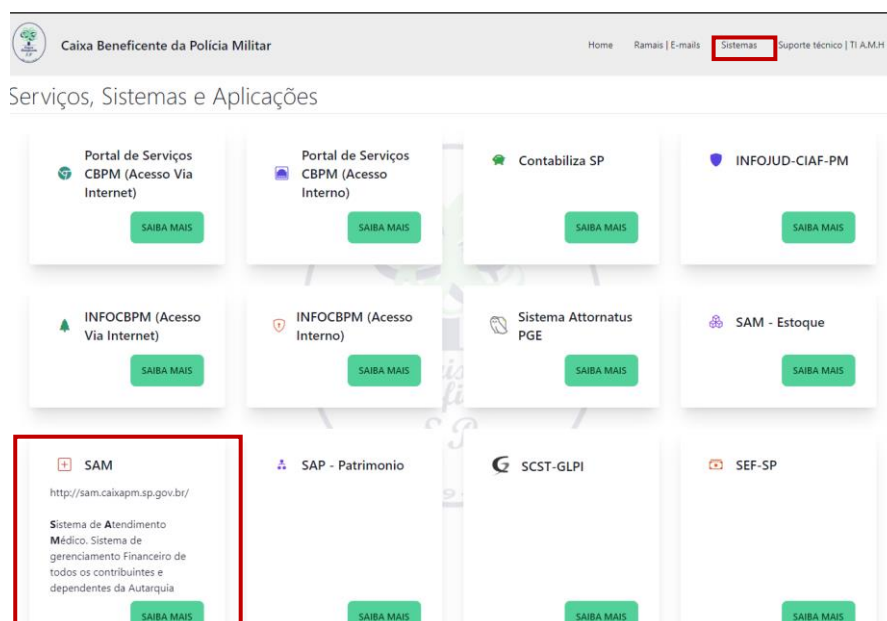 Caixa Beneficente da Polícia Militar
Home Ramais | E-mails Sistemas Suporte técnico | TI A.M.H
Serviços, Sistemas e Aplicações
Portal de Serviços
CBPM (Acesso Via
Internet)
SAIBA MAIS
Portal de Serviços
CBPM (Acesso
Interno)
SAIBA MAIS
Contabiliza SP
SAIBA MAIS
INFOJUD-CIAF-PM
SAIBA MAIS
INFOCBPM (Acesso
Via Internet)
SAIBA MAIS
INFOCBPM (Acesso
Interno)
SAIBA MAIS
Sistema Attornatus
PGE
SAIBA MAIS
SAM - Estoque
SAIBA MAIS
SAM
http://sam.caixapm.sp.gov.br/
Sistema de Atendimento
Médico. Sistema de
gerenciamento Financeiro de
todos os contribuintes e
dependentes da Autarquia
SAIBA MAIS
SAP - Patrimonio
SAIBA MAIS
SCST-GLPI
SAIBA MAIS
SEF-SP
SAIBA MAIS